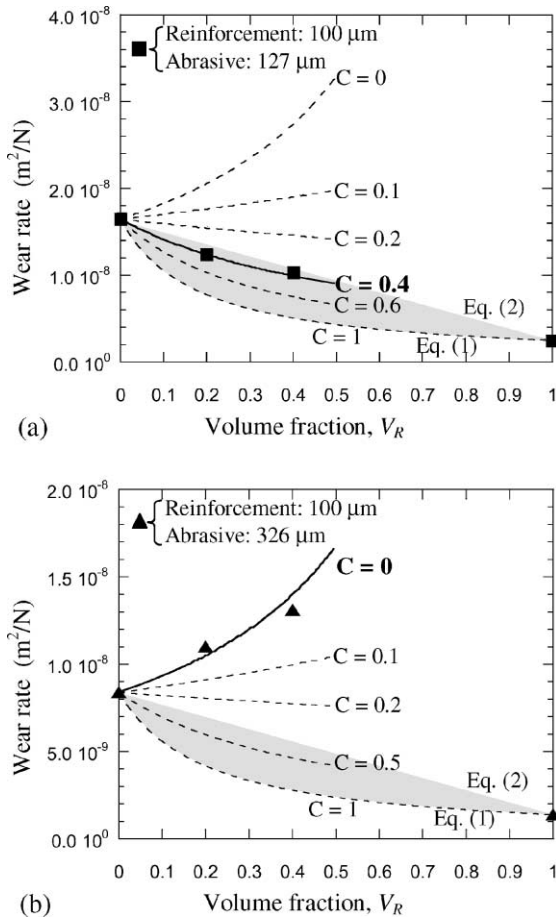 4.0 10⁻⁸
Reinforcement: 100 μm
Abrasive: 127 μm
C = 0
3.0 10⁻⁸
Wear rate (m²/N)
2.0 10⁻⁸
C = 0.1
C = 0.2
1.0 10⁻⁸
C = 0.4
C = 0.6
Eq. (2)
C = 1
Eq. (1)
0.0 10⁰
0 0.1 0.2 0.3 0.4 0.5 0.6 0.7 0.8 0.9 1
(a)
Volume fraction, V_R
2.0 10⁻⁸
Reinforcement: 100 μm
Abrasive: 326 μm
C = 0
1.5 10⁻⁸
Wear rate (m²/N)
1.0 10⁻⁸
C = 0.1
C = 0.2
5.0 10⁻⁹
C = 0.5
Eq. (2)
C = 1
Eq. (1)
0.0 10⁰
0 0.1 0.2 0.3 0.4 0.5 0.6 0.7 0.8 0.9 1
(b)
Volume fraction, V_R